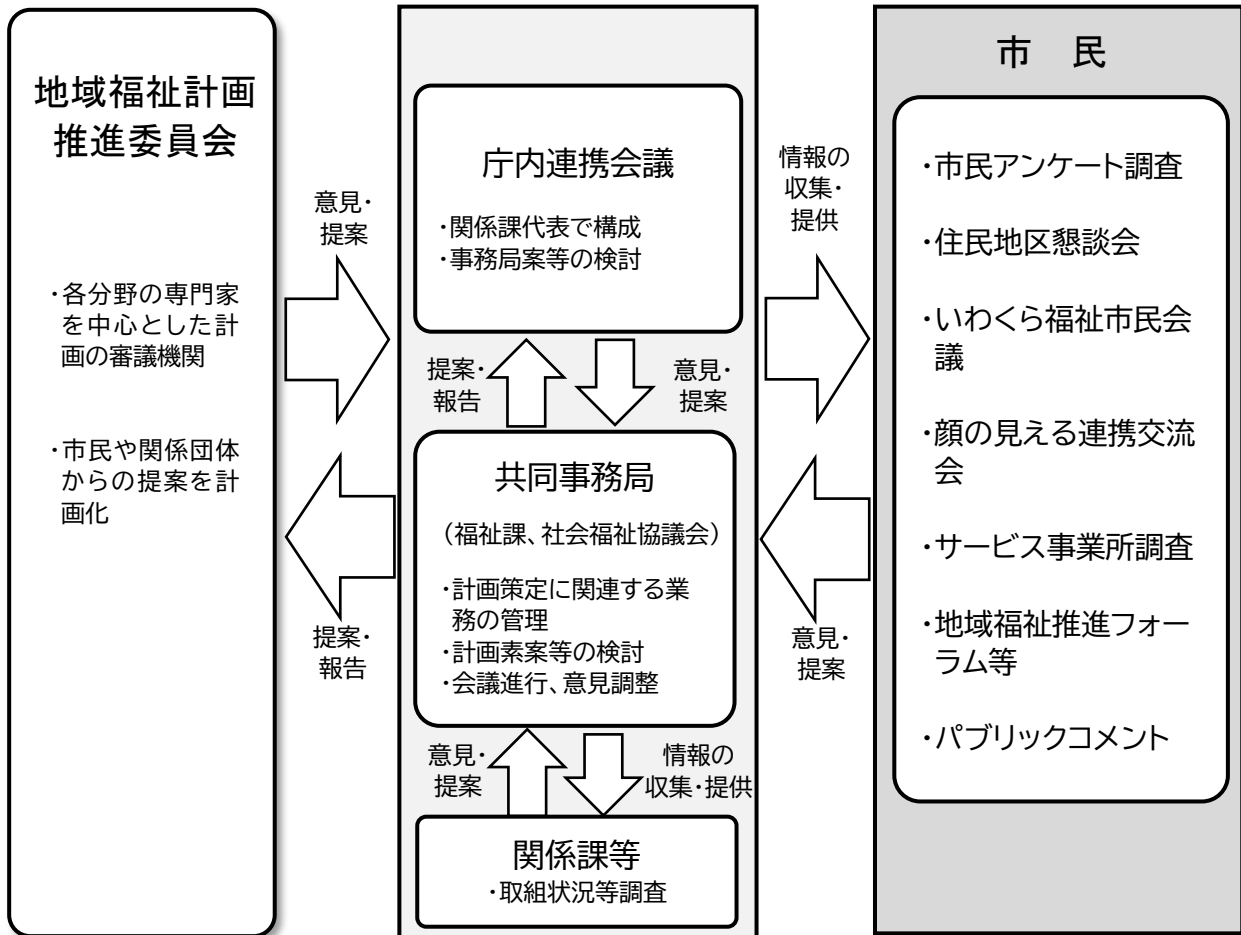 地域福祉計画
推進委員会
・各分野の専門家
を中心とした計
画の審議機関
・市民や関係団体
からの提案を計
画化
意見・
提案
提案・
報告
庁内連携会議
・関係課代表で構成
・事務局案等の検討
提案・
報告
意見・
提案
共同事務局
（福祉課、社会福祉協議会）
・計画策定に関連する業
務の管理
・計画素案等の検討
・会議進行、意見調整
意見・
提案
情報の
収集・提供
関係課等
・取組状況等調査
情報の
収集・
提供
意見・
提案
市　民
・市民アンケート調査
・住民地区懇談会
・いわくら福祉市民会
議
・顔の見える連携交流
会
・サービス事業所調査
・地域福祉推進フォー
ラム等
・パブリックコメント